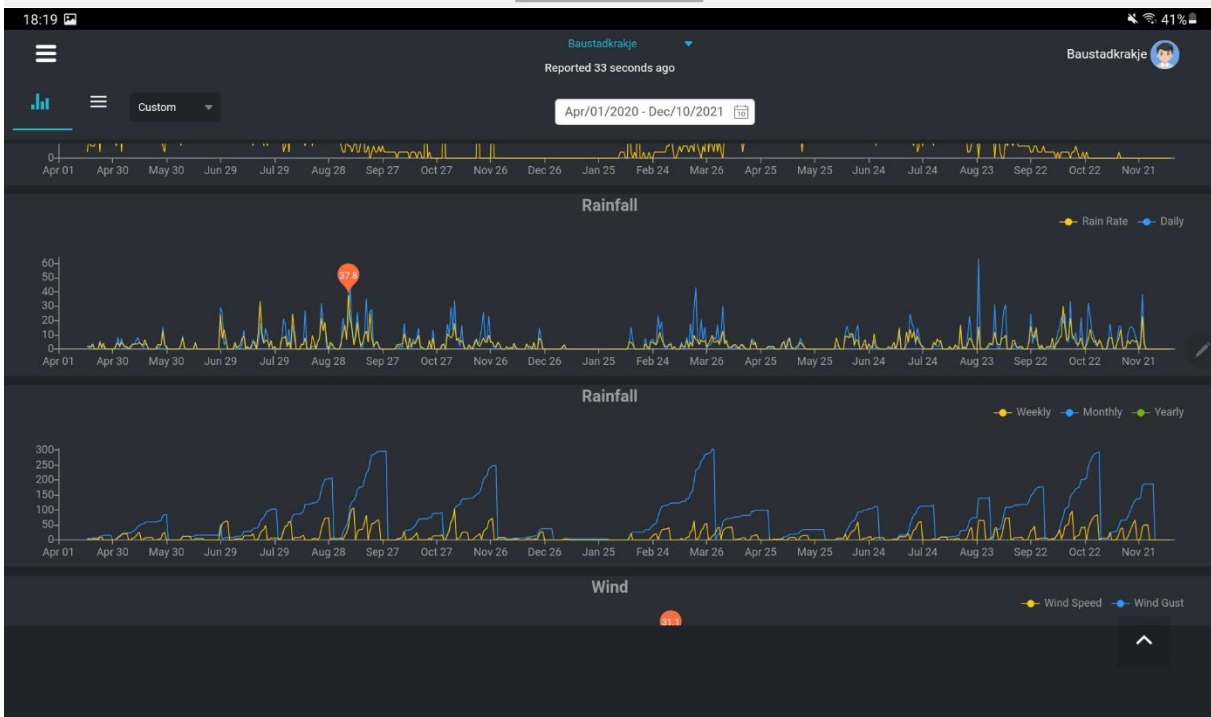 18:19 41%
Baustadkrakje
Reported 33 seconds ago
Baustadkrakje
Custom
Apr/01/2020 - Dec/10/2021 10
0
Apr 01 Apr 30 May 30 Jun 29 Jul 29 Aug 28 Sep 27 Oct 27 Nov 26 Dec 26 Jan 25 Feb 24 Mar 26 Apr 25 May 25 Jun 24 Jul 24 Aug 23 Sep 22 Oct 22 Nov 21
Rainfall
Rain Rate Daily
60
50
40
30
20
10
0
37.8
Apr 01 Apr 30 May 30 Jun 29 Jul 29 Aug 28 Sep 27 Oct 27 Nov 26 Dec 26 Jan 25 Feb 24 Mar 26 Apr 25 May 25 Jun 24 Jul 24 Aug 23 Sep 22 Oct 22 Nov 21
Rainfall
Weekly Monthly Yearly
300
250
200
150
100
50
0
Apr 01 Apr 30 May 30 Jun 29 Jul 29 Aug 28 Sep 27 Oct 27 Nov 26 Dec 26 Jan 25 Feb 24 Mar 26 Apr 25 May 25 Jun 24 Jul 24 Aug 23 Sep 22 Oct 22 Nov 21
Wind
Wind Speed Wind Gust
31.1